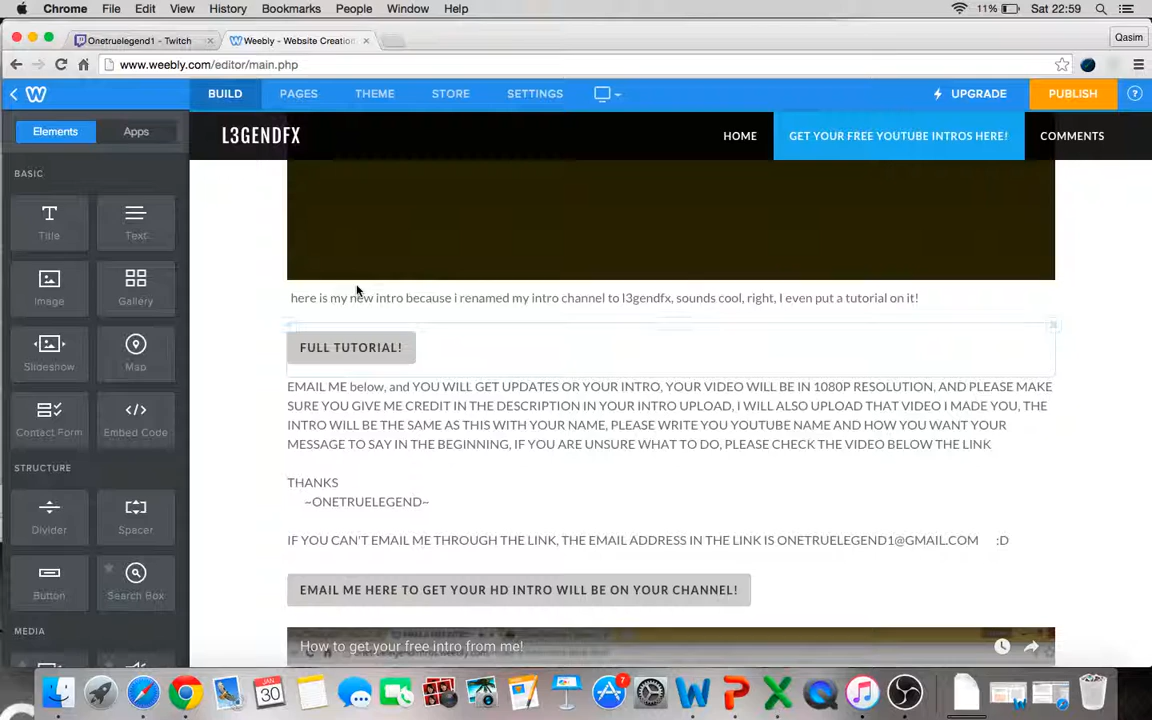 Chrome File Edit View History Bookmarks People Window Help 11% Sat 22:59
Onetruelegend1 - Twitch Weebly - Website Creation Qasim
www.weebly.com/editor/main.php
BUILD PAGES THEME STORE SETTINGS UPGRADE PUBLISH ?
Elements Apps
L3GENDFX HOME GET YOUR FREE YOUTUBE INTROS HERE! COMMENTS
BASIC
Title Text
Image Gallery
here is my new intro because i renamed my intro channel to l3gendfx, sounds cool, right, I even put a tutorial on it!
Slideshow Map
FULL TUTORIAL!
EMAIL ME below, and YOU WILL GET UPDATES OR YOUR INTRO, YOUR VIDEO WILL BE IN 1080P RESOLUTION, AND PLEASE MAKE
SURE YOU GIVE ME CREDIT IN THE DESCRIPTION IN YOUR INTRO UPLOAD, I WILL ALSO UPLOAD THAT VIDEO I MADE YOU, THE
INTRO WILL BE THE SAME AS THIS WITH YOUR NAME, PLEASE WRITE YOU YOUTUBE NAME AND HOW YOU WANT YOUR
MESSAGE TO SAY IN THE BEGINNING, IF YOU ARE UNSURE WHAT TO DO, PLEASE CHECK THE VIDEO BELOW THE LINK
Contact Form Embed Code
STRUCTURE
THANKS
~ONETRUELEGEND~
Divider Spacer
IF YOU CAN'T EMAIL ME THROUGH THE LINK, THE EMAIL ADDRESS IN THE LINK IS ONETRUELEGEND1@GMAIL.COM :D
Button Search Box
EMAIL ME HERE TO GET YOUR HD INTRO WILL BE ON YOUR CHANNEL!
MEDIA
How to get your free intro from me!
JAN
30
7